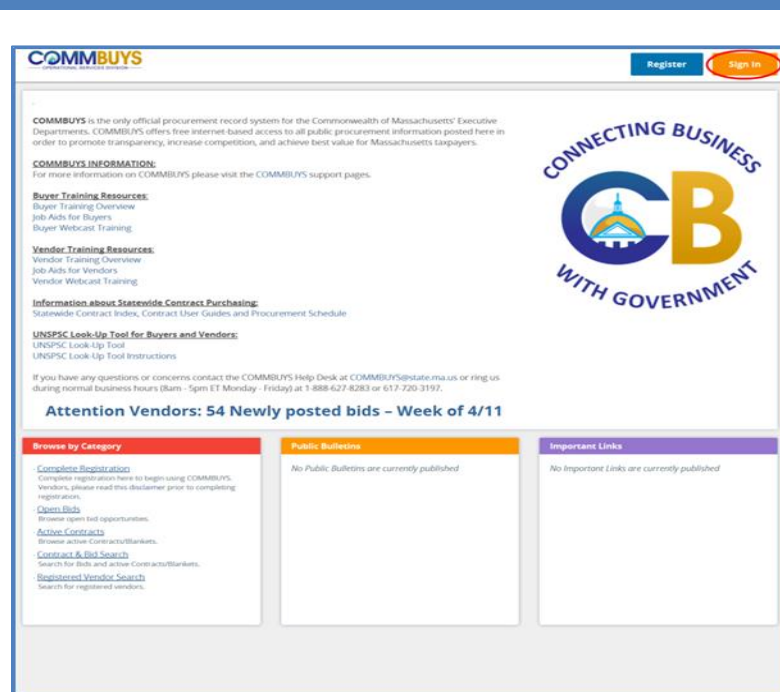 COMMBUYS
OPERATIONAL SERVICES DIVISION
Register
Sign In
COMMBUYS is the only official procurement record system for the Commonwealth of Massachusetts' Executive
Departments. COMMBUYS offers free internet-based access to all public procurement information posted here in
order to promote transparency, increase competition, and achieve best value for Massachusetts taxpayers.
COMMBUYS INFORMATION:
For more information on COMMBUYS please visit the COMMBUYS support pages.
Buyer Training Resources:
Buyer Training Overview
Job Aids for Buyers
Buyer Webcast Training
Vendor Training Resources:
Vendor Training Overview
Job Aids for Vendors
Vendor Webcast Training
Information about Statewide Contract Purchasing:
Statewide Contract Index, Contract User Guides and Procurement Schedule
UNSPSC Look-Up Tool for Buyers and Vendors:
UNSPSC Look-Up Tool
UNSPSC Look-Up Tool Instructions
If you have any questions or concerns contact the COMMBUYS Help Desk at COMMBUYS@state.ma.us or ring us
during normal business hours (8am - 5pm ET Monday - Friday) at 1-888-627-8283 or 617-720-3197.
Attention Vendors: 54 Newly posted bids – Week of 4/11
CONNECTING BUSINESS
CB
WITH GOVERNMENT
Browse by Category
Complete Registration
Complete registration here to begin using COMMBUYS.
Vendors, please read this disclaimer prior to completing
registration.
Open Bids
Browse open bid opportunities.
Active Contracts
Browse active Contracts/Blankets.
Contract & Bid Search
Search for Bids and active Contracts/Blankets.
Registered Vendor Search
Search for registered vendors.
Public Bulletins
No Public Bulletins are currently published
Important Links
No Important Links are currently published